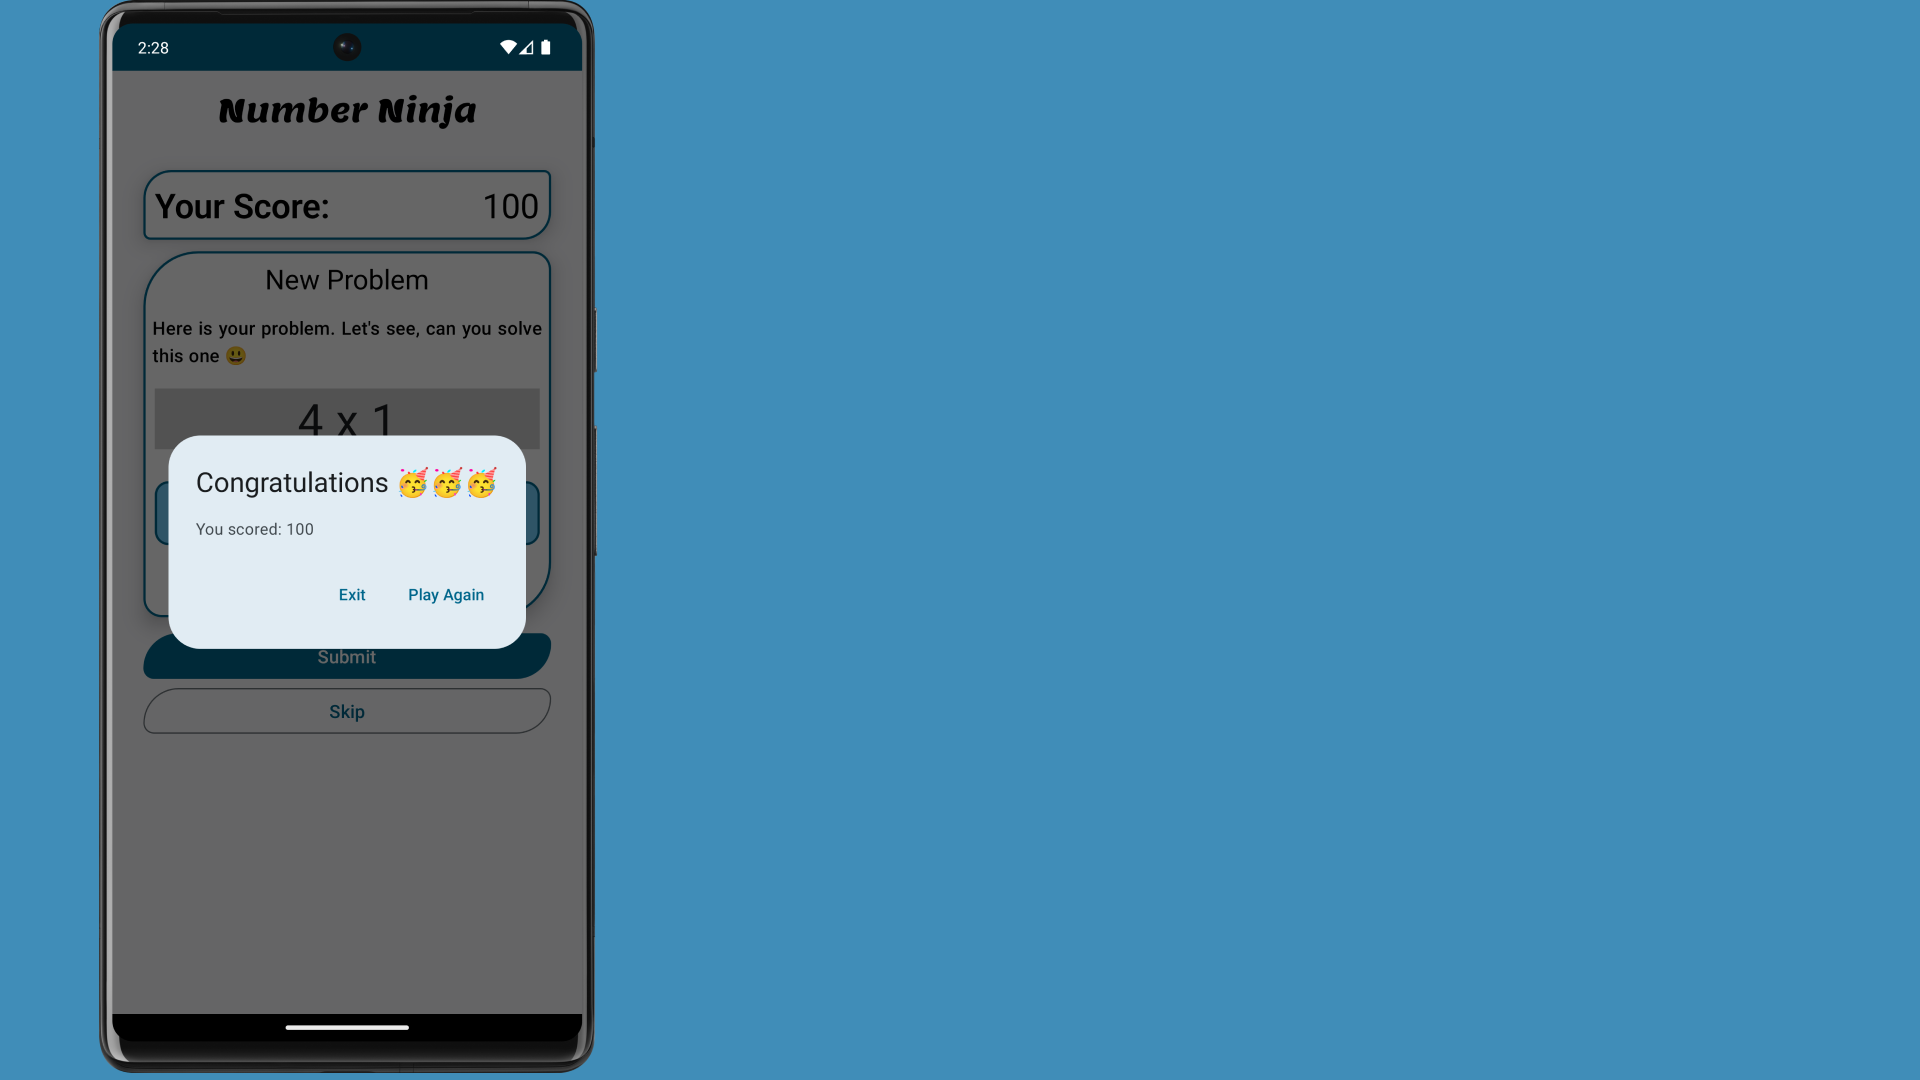 2:28
Number Ninja
Your Score: 100
New Problem
Here is your problem. Let's see, can you solve
this one 😃
4 x 1
Congratulations 🥳🥳🥳
You scored: 100
Exit Play Again
Submit
Skip